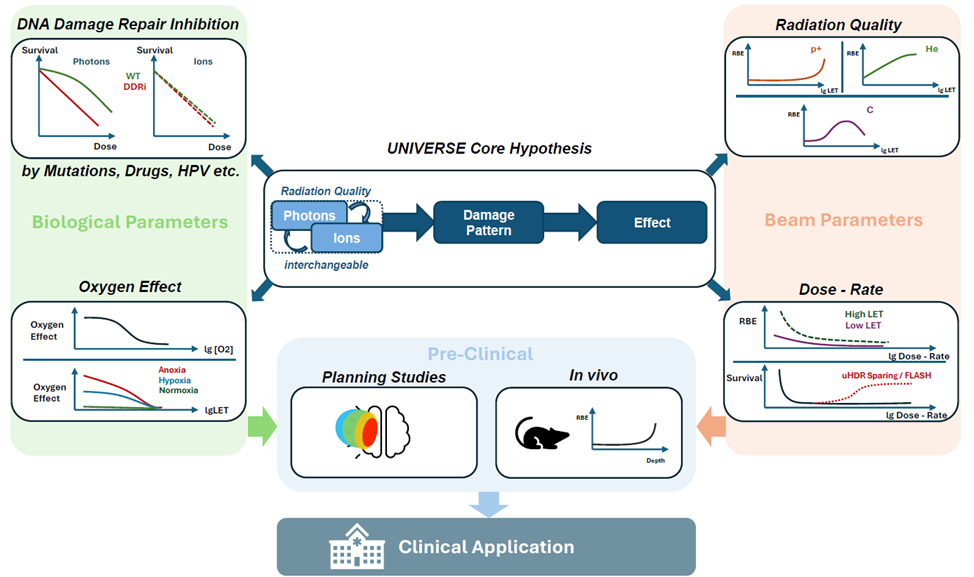 DNA Damage Repair Inhibition
Survival
Photons
Dose
Survival
Ions
WT
DDRi
Dose
by Mutations, Drugs, HPV etc.
Biological Parameters
Oxygen Effect
Oxygen
Effect
lg [O2]
Oxygen
Effect
Anoxia
Hypoxia
Normoxia
lgLET
UNIVERSE Core Hypothesis
Radiation Quality
Photons
Ions
interchangeable
Damage
Pattern
Effect
Radiation Quality
RBE
p+
lg LET
RBE
He
lg LET
RBE
C
lg LET
Beam Parameters
Dose - Rate
RBE
High LET
Low LET
lg Dose - Rate
Survival
uHDR Sparing / FLASH
lg Dose - Rate
Pre-Clinical
Planning Studies
In vivo
RBE
Depth
Clinical Application